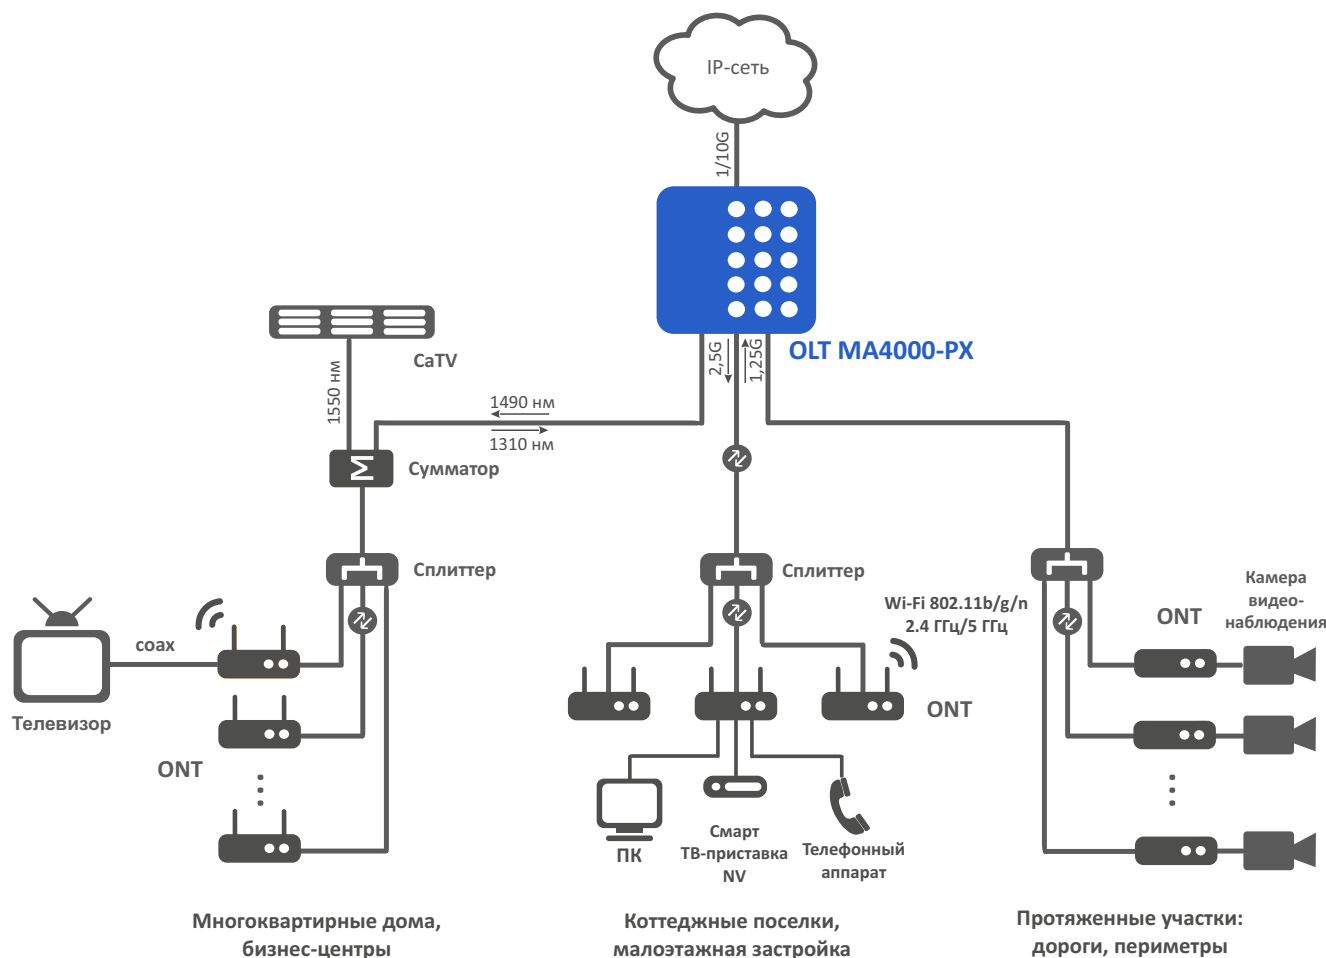 IP-сеть
1/10G
OLT MA4000-PX
2,5G
1,25G
CaTV
1550 нм
1490 нм
1310 нм
Сумматор
Сплиттер
Сплиттер
Wi-Fi 802.11b/g/n
2.4 ГГц/5 ГГц
Камера
видео-
наблюдения
ONT
coax
Телевизор
ONT
ONT
ПК
Смарт
ТВ-приставка
NV
Телефонный
аппарат
Многоквартирные дома,
бизнес-центры
Коттеджные поселки,
малоэтажная застройка
Протяженные участки:
дороги, периметры